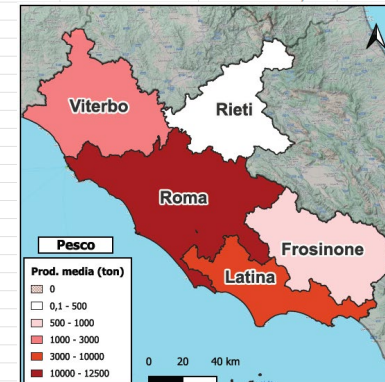 Viterbo
Rieti
Roma
Frosinone
Latina
Pesco
Prod. media (ton)
0
0,1 - 500
500 - 1000
1000 - 3000
3000 - 10000
10000 - 12500
0 20 40 km